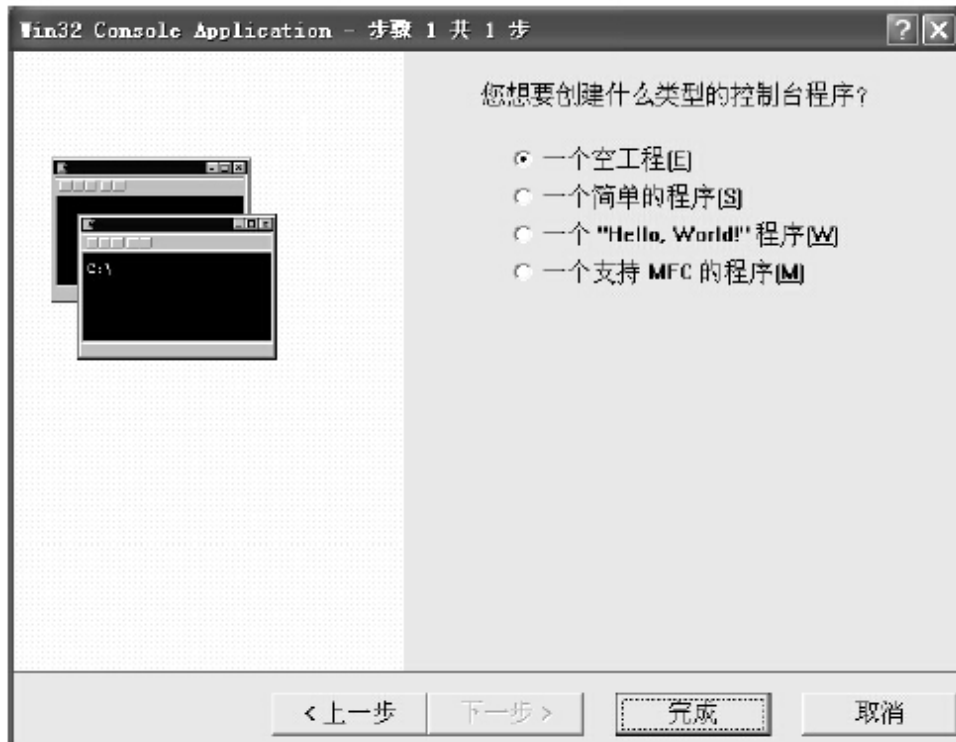 Win32 Console Application - 步骤 1 共 1 步
您想要创建什么类型的控制台程序?
一个空工程(E)
一个简单的程序(S)
一个 "Hello, World!" 程序(W)
一个支持 MFC 的程序(M)
C:\
< 上一步
下一步 >
完成
取消